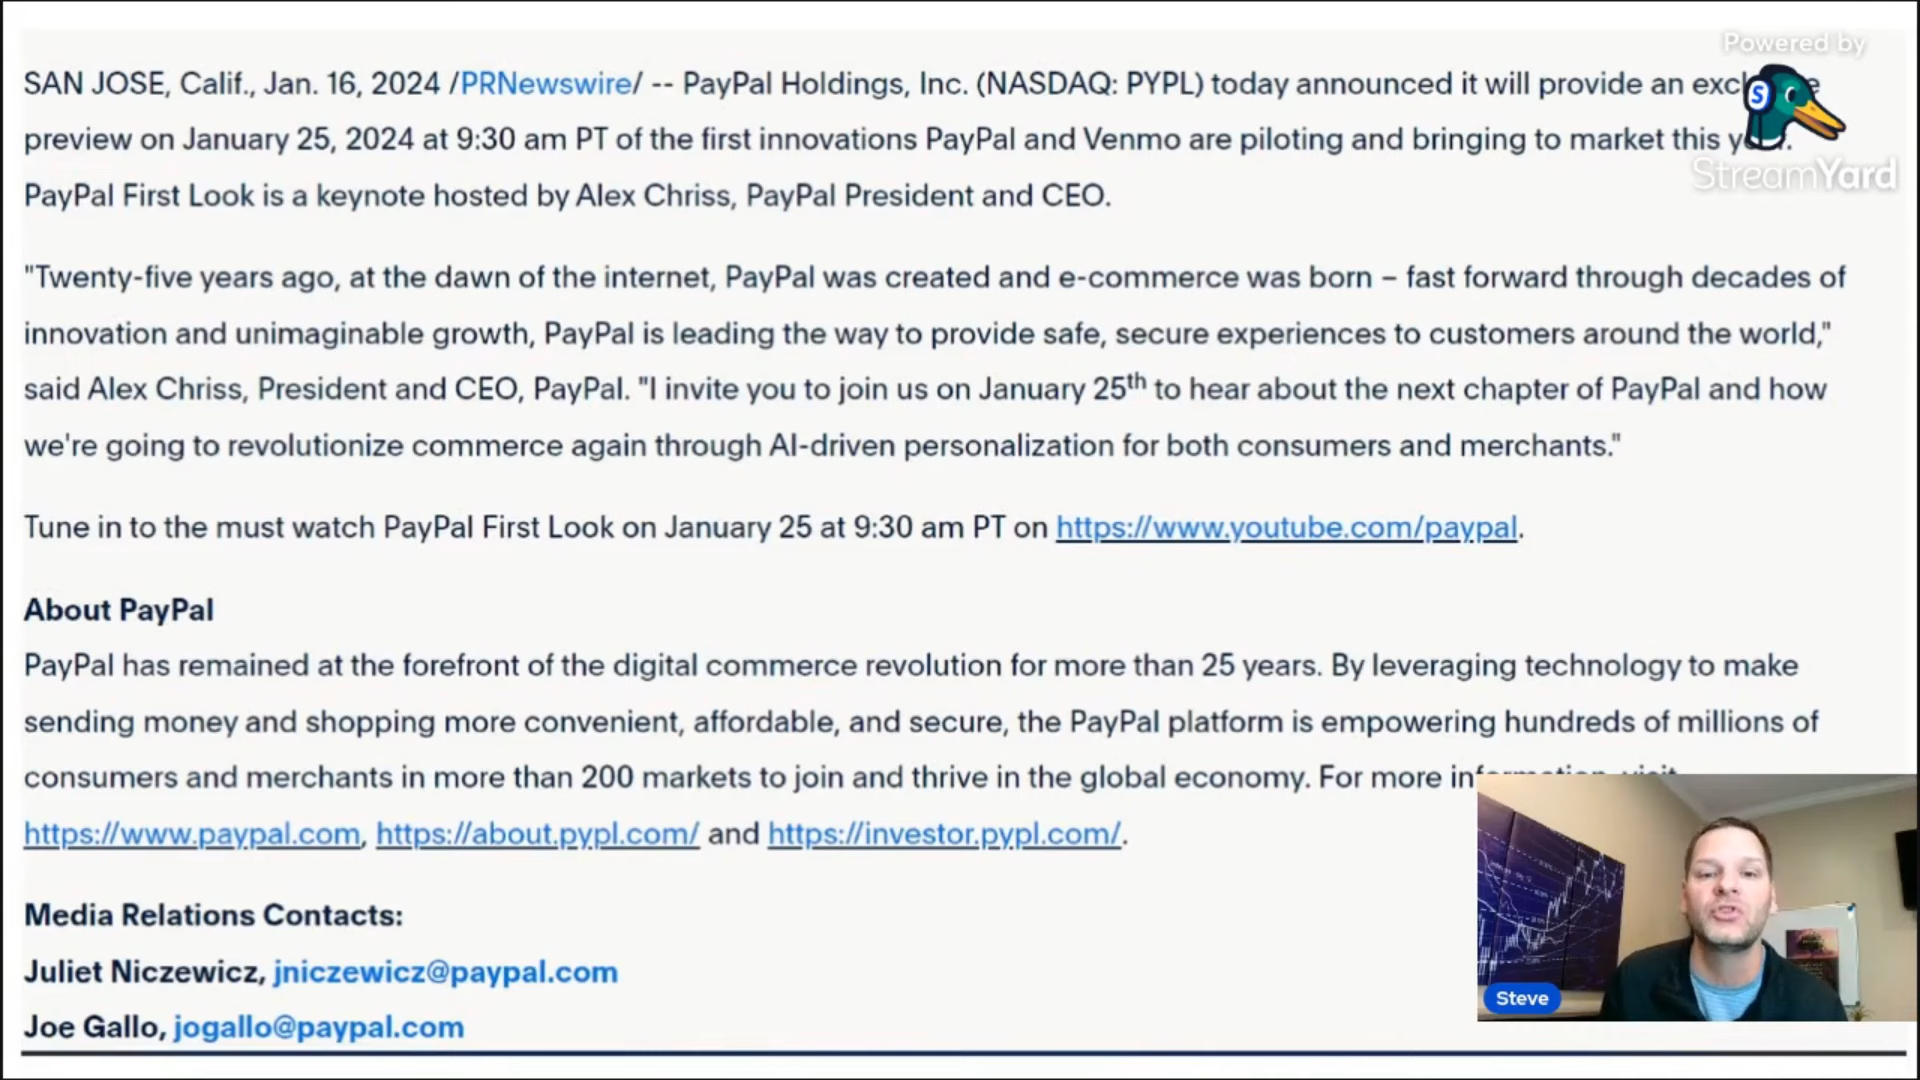 Powered by
StreamYard
SAN JOSE, Calif., Jan. 16, 2024 /PRNewswire/ -- PayPal Holdings, Inc. (NASDAQ: PYPL) today announced it will provide an
preview on January 25, 2024 at 9:30 am PT of the first innovations PayPal and Venmo are piloting and bringing to market this
PayPal First Look is a keynote hosted by Alex Chriss, PayPal President and CEO.
"Twenty-five years ago, at the dawn of the internet, PayPal was created and e-commerce was born – fast forward through decades of
innovation and unimaginable growth, PayPal is leading the way to provide safe, secure experiences to customers around the world,"
said Alex Chriss, President and CEO, PayPal. "I invite you to join us on January 25th to hear about the next chapter of PayPal and how
we're going to revolutionize commerce again through AI-driven personalization for both consumers and merchants."
Tune in to the must watch PayPal First Look on January 25 at 9:30 am PT on https://www.youtube.com/paypal.
About PayPal
PayPal has remained at the forefront of the digital commerce revolution for more than 25 years. By leveraging technology to make
sending money and shopping more convenient, affordable, and secure, the PayPal platform is empowering hundreds of millions of
consumers and merchants in more than 200 markets to join and thrive in the global economy. For more
https://www.paypal.com, https://about.pypl.com/ and https://investor.pypl.com/.
Media Relations Contacts:
Juliet Niczewicz, jniczewicz@paypal.com
Joe Gallo, jogallo@paypal.com
Steve